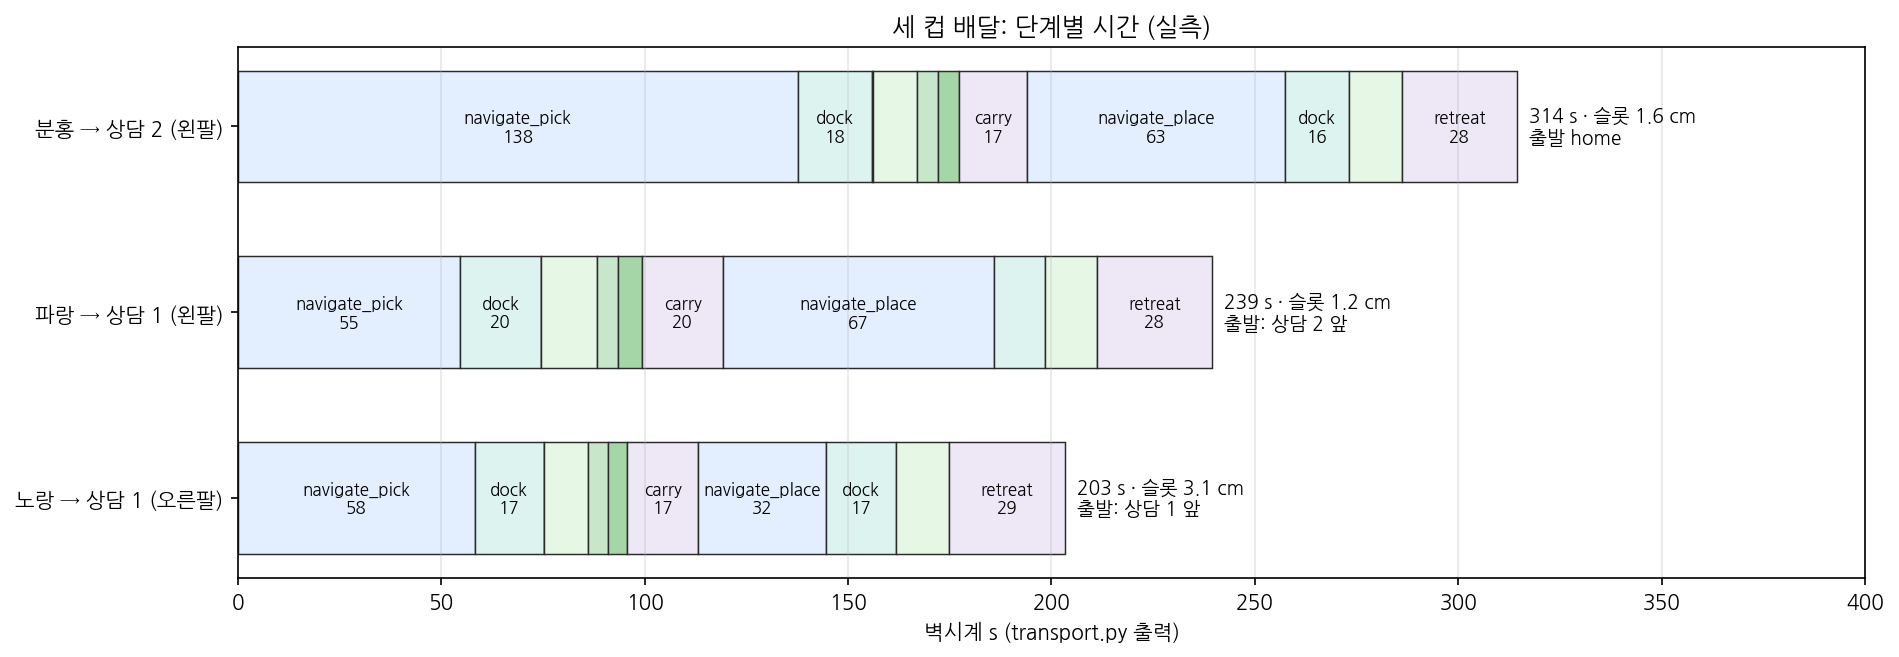 세 컵 배달: 단계별 시간 (실측)
분홍 → 상담 2 (왼팔)
navigate_pick
138
dock
18
carry
17
navigate_place
63
dock
16
retreat
28
314 s · 슬롯 1.6 cm
출발 home
파랑 → 상담 1 (왼팔)
navigate_pick
55
dock
20
carry
20
navigate_place
67
retreat
28
239 s · 슬롯 1.2 cm
출발: 상담 2 앞
노랑 → 상담 1 (오른팔)
navigate_pick
58
dock
17
carry
17
navigate_place
32
dock
17
retreat
29
203 s · 슬롯 3.1 cm
출발: 상담 1 앞
0 50 100 150 200 250 300 350 400
벽시계 s (transport.py 출력)